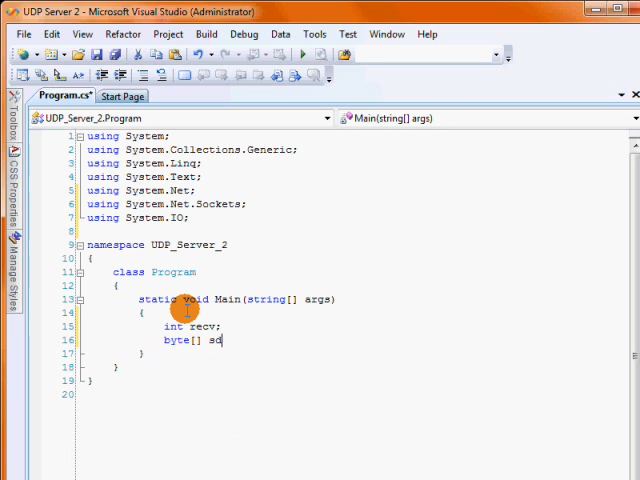 UDP Server 2 - Microsoft Visual Studio (Administrator)
File Edit View Refactor Project Build Debug Data Tools Test Window Help
Program.cs* Start Page
UDP_Server_2.Program Main(string[] args)
Toolbox
CSS Properties
Manage Styles
1 using System;
2 using System.Collections.Generic;
3 using System.Linq;
4 using System.Text;
5 using System.Net;
6 using System.Net.Sockets;
7 using System.IO;
8
9 namespace UDP_Server_2
10 {
11 class Program
12 {
13 static void Main(string[] args)
14 {
15 int recv;
16 byte[] sd
17 }
18 }
19 }
20